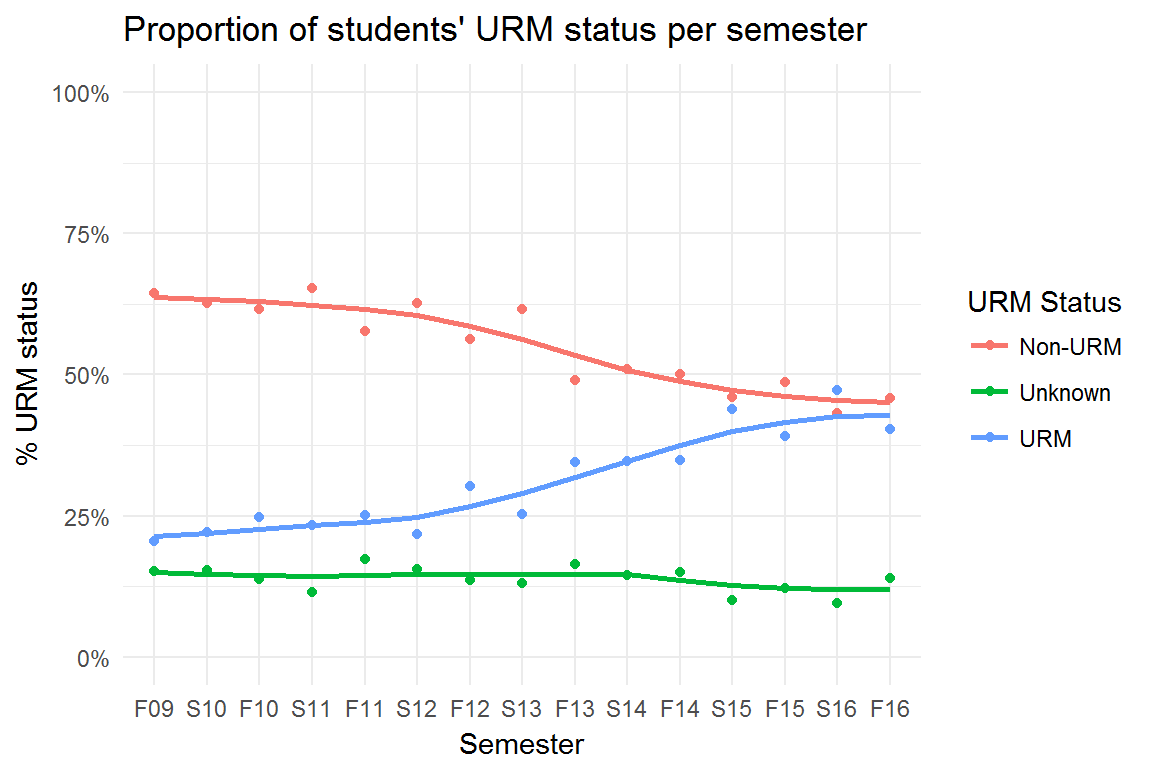 Proportion of students' URM status per semester
100%
75%
50%
25%
0%
% URM status
F09 S10 F10 S11 F11 S12 F12 S13 F13 S14 F14 S15 F15 S16 F16
Semester
URM Status
Non-URM
Unknown
URM